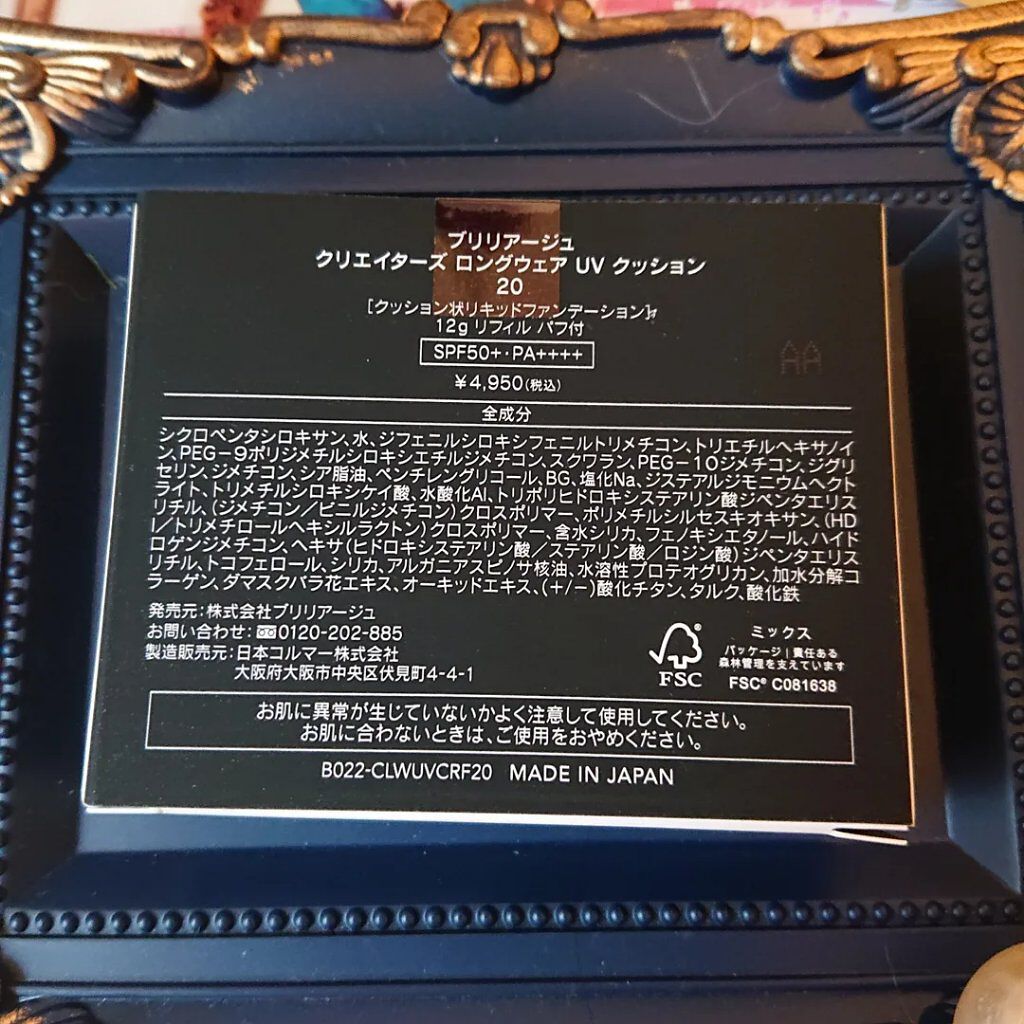 ブリリアージュ
クリエイターズ ロングウェア UV クッション
20
[クッション状リキッドファンデーション]
12g リフィル パフ付
SPF50+・PA++++
¥4,950(税込)
全成分
シクロペンタシロキサン、水、ジフェニルシロキシフェニルトリメチコン、トリエチルヘキサノイ
ン、PEG-9ポリジメチルシロキシエチルジメチコン、スクワラン、PEG-10ジメチコン、ジグリ
セリン、ジメチコン、シア脂油、ペンチレングリコール、BG、塩化Na、ジステアルジモニウムヘクト
ライト、トリメチルシロキシケイ酸、水酸化Al、トリポリヒドロキシステアリン酸ジペンタエリス
リチル、(ジメチコン/ビニルジメチコン)クロスポリマー、ポリメチルシルセスキオキサン、(HD
I/トリメチロールヘキシルラクトン)クロスポリマー、含水シリカ、フェノキシエタノール、ハイド
ロゲンジメチコン、ヘキサ(ヒドロキシステアリン酸/ステアリン酸/ロジン酸)ジペンタエリス
リチル、トコフェロール、シリカ、アルガニアスピノサ核油、水溶性プロテオグリカン、加水分解コ
ラーゲン、ダマスクバラ花エキス、オーキッドエキス、(+/-)酸化チタン、タルク、酸化鉄
発売元:株式会社ブリリアージュ
お問い合わせ:0120-202-885
製造販売元:日本コルマー株式会社
大阪府大阪市中央区伏見町4-4-1
FSC
ミックス
パッケージ|責任ある
森林管理を支えています
FSC® C081638
お肌に異常が生じていないかよく注意して使用してください。
お肌に合わないときは、ご使用をおやめください。
B022-CLWUVCRF20 MADE IN JAPAN